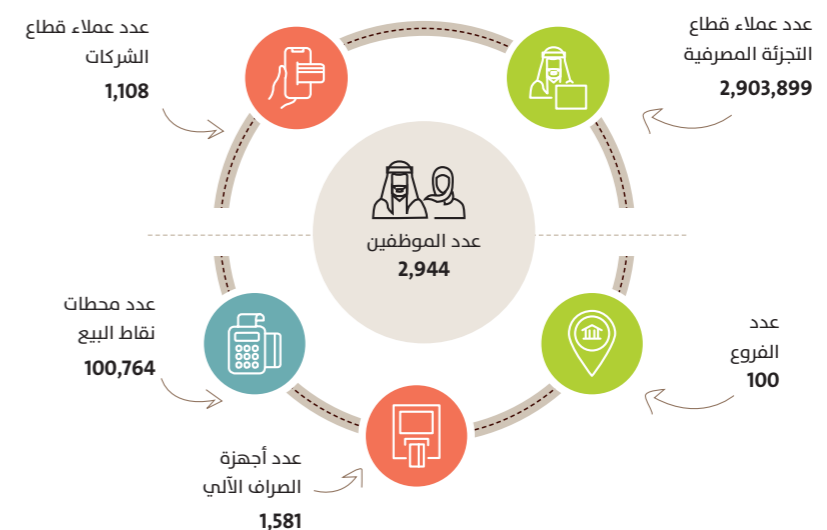 عدد عملاء قطاع
التجزئة المصرفية
2,903,899
عدد عملاء قطاع
الشركات
1,108
عدد الموظفين
2,944
عدد
الفروع
100
عدد محطات
نقاط البيع
100,764
عدد أجهزة
الصراف الآلي
1,581